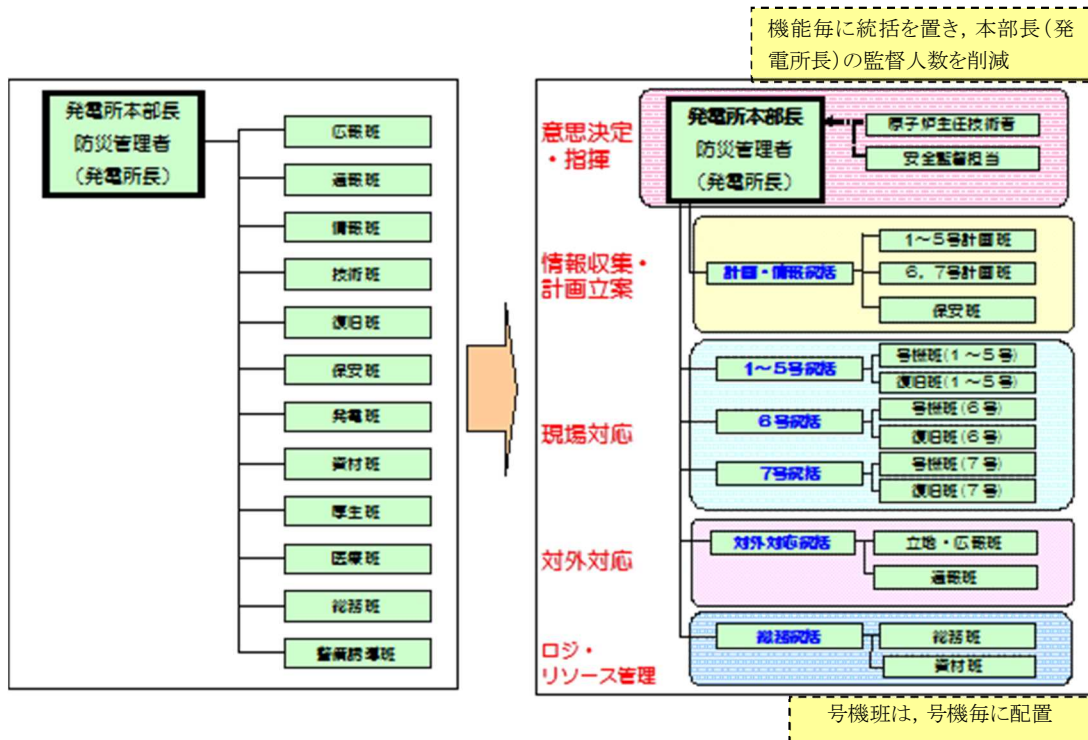 機能毎に統括を置き，本部長（発
電所長）の監督人数を削減
発電所本部長
防災管理者
（発電所長）
広報班
通報班
情報班
技術班
復旧班
保安班
発電班
資材班
厚生班
医療班
総務班
警備誘導班
意思決定
・指揮
発電所本部長
防災管理者
（発電所長）
原子炉主任技術者
安全監督担当
情報収集・
計画立案
計画・情報統括
1～5号計画班
6，7号計画班
保安班
現場対応
1～5号統括
号機班(1～5号)
復旧班(1～5号)
6号統括
号機班(6号)
復旧班(6号)
7号統括
号機班(7号)
復旧班(7号)
対外対応
対外対応統括
立地・広報班
通報班
ロジ・
リソース管理
総務統括
総務班
資材班
号機班は，号機毎に配置